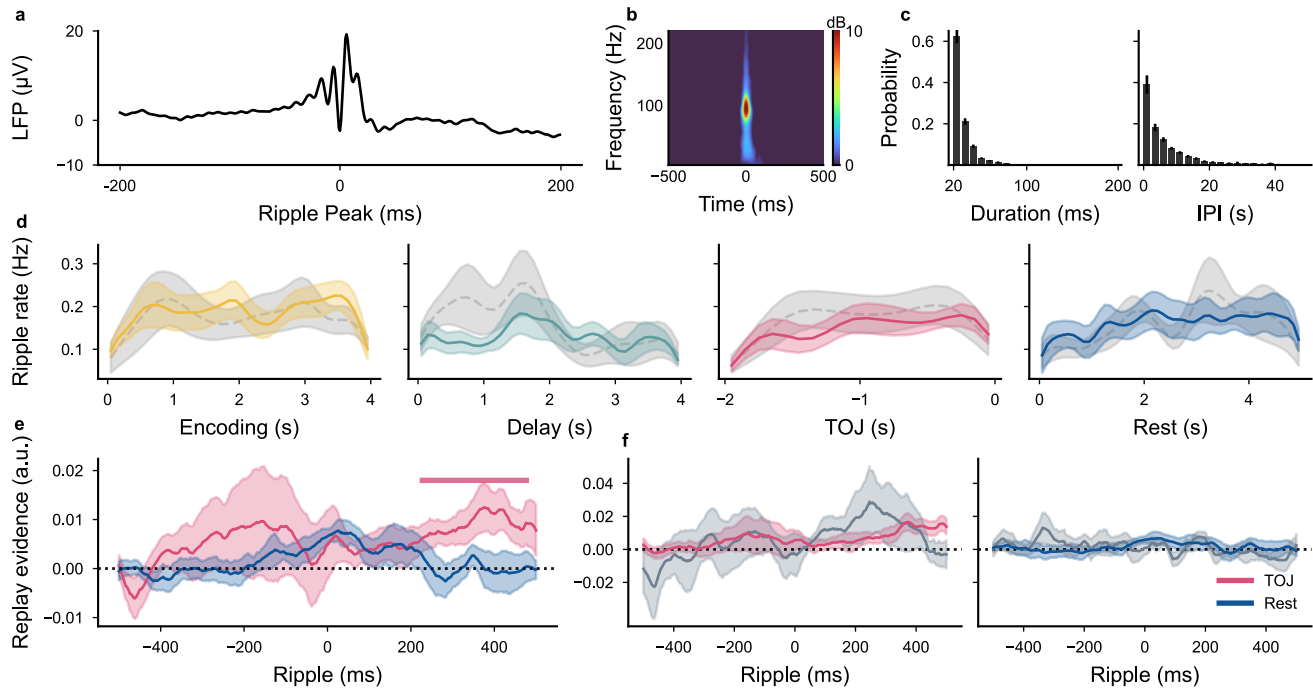 a
LFP (µV)
20
0
−10
-200
0
200
Ripple Peak (ms)
b
dB
10
0
Frequency (Hz)
200
100
−500
0
500
Time (ms)
c
Probability
0.6
0.4
0.2
20
100
200
Duration (ms)
0
20
40
IPI (s)
d
Ripple rate (Hz)
0.3
0.2
0.1
0 1 2 3 4
Encoding (s)
0 1 2 3 4
Delay (s)
−2 −1 0
TOJ (s)
0 2 4
Rest (s)
e
Replay evidence (a.u.)
0.02
0.01
0.00
−0.01
−400 −200 0 200 400
Ripple (ms)
f
0.04
0.02
0.00
−0.02
−400 −200 0 200 400
Ripple (ms)
TOJ
Rest
−400 −200 0 200 400
Ripple (ms)